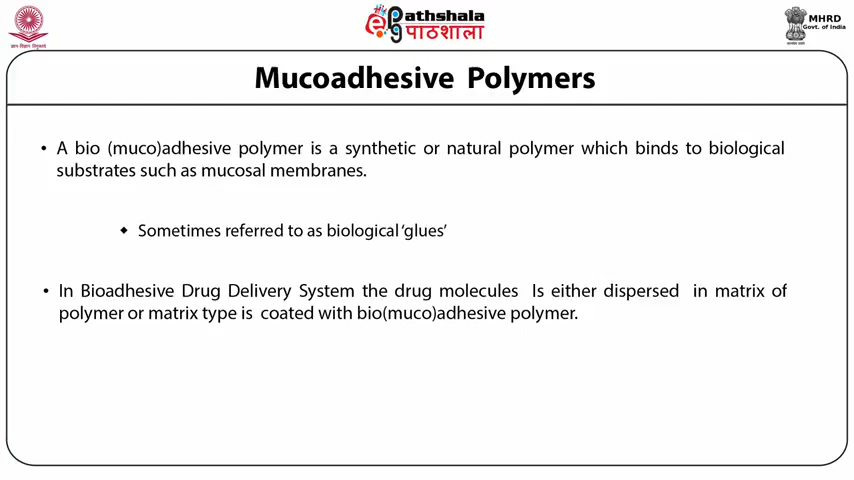 Pathshala
पाठशाला
MHRD
Govt. of India
Mucoadhesive Polymers
• A bio (muco)adhesive polymer is a synthetic or natural polymer which binds to biological
substrates such as mucosal membranes.
◆ Sometimes referred to as biological ‘glues’
• In Bioadhesive Drug Delivery System the drug molecules Is either dispersed in matrix of
polymer or matrix type is coated with bio(muco)adhesive polymer.